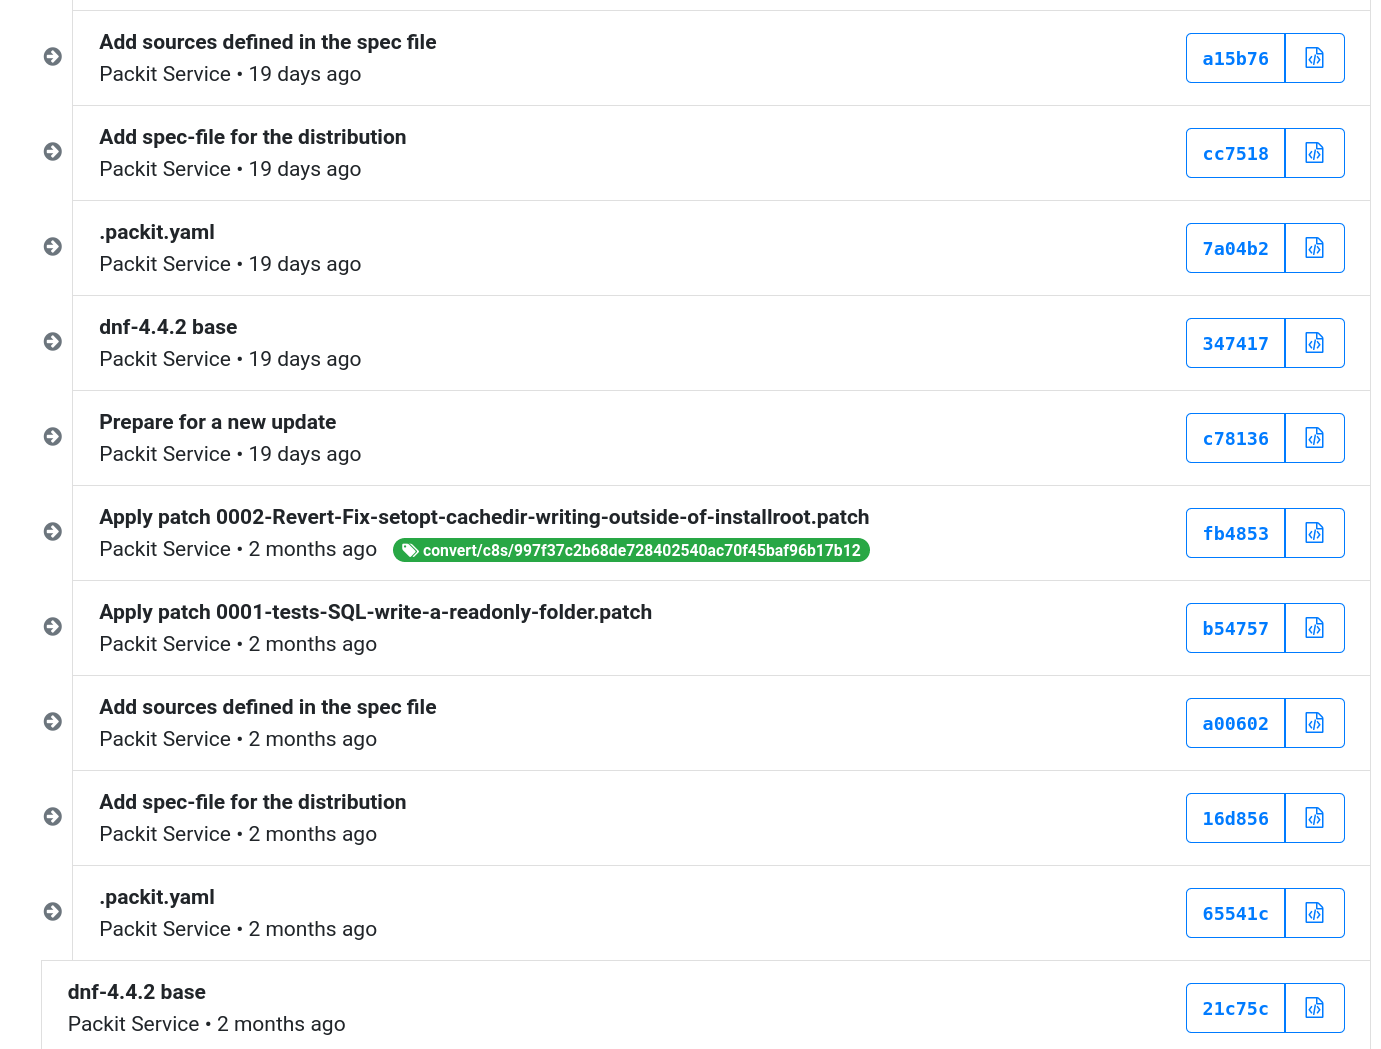 Add sources defined in the spec file
Packit Service • 19 days ago
a15b76
Add spec-file for the distribution
Packit Service • 19 days ago
cc7518
.packit.yaml
Packit Service • 19 days ago
7a04b2
dnf-4.4.2 base
Packit Service • 19 days ago
347417
Prepare for a new update
Packit Service • 19 days ago
c78136
Apply patch 0002-Revert-Fix-setopt-cachedir-writing-outside-of-installroot.patch
Packit Service • 2 months ago convert/c8s/997f37c2b68de728402540ac70f45baf96b17b12
fb4853
Apply patch 0001-tests-SQL-write-a-readonly-folder.patch
Packit Service • 2 months ago
b54757
Add sources defined in the spec file
Packit Service • 2 months ago
a00602
Add spec-file for the distribution
Packit Service • 2 months ago
16d856
.packit.yaml
Packit Service • 2 months ago
65541c
dnf-4.4.2 base
Packit Service • 2 months ago
21c75c